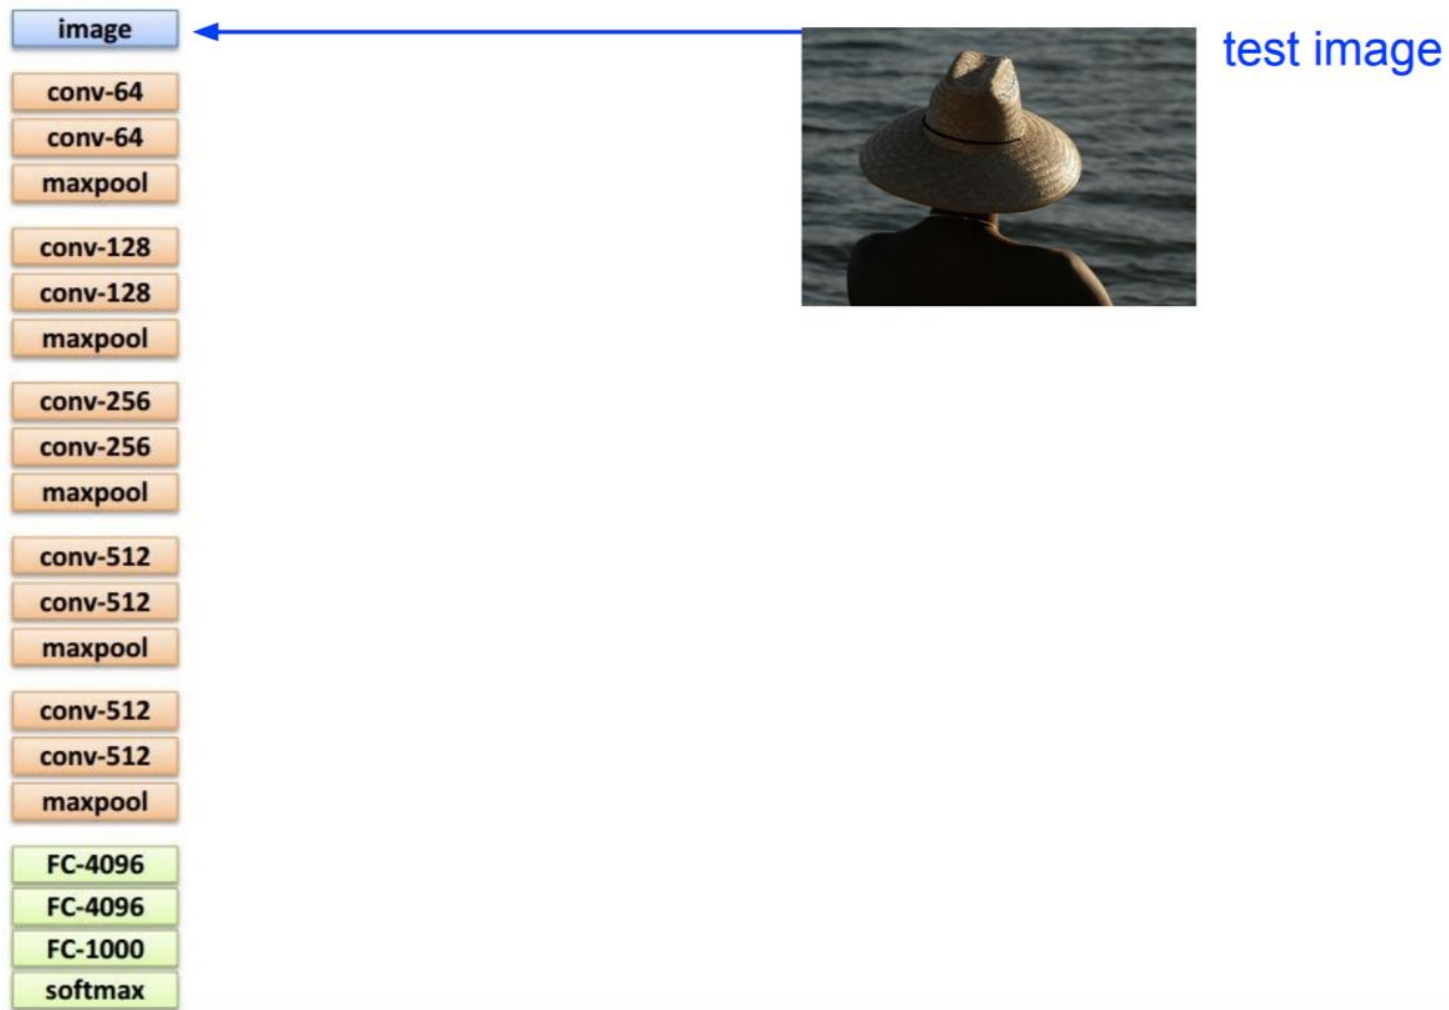 image
test image
conv-64
conv-64
maxpool
conv-128
conv-128
maxpool
conv-256
conv-256
maxpool
conv-512
conv-512
maxpool
conv-512
conv-512
maxpool
FC-4096
FC-4096
FC-1000
softmax